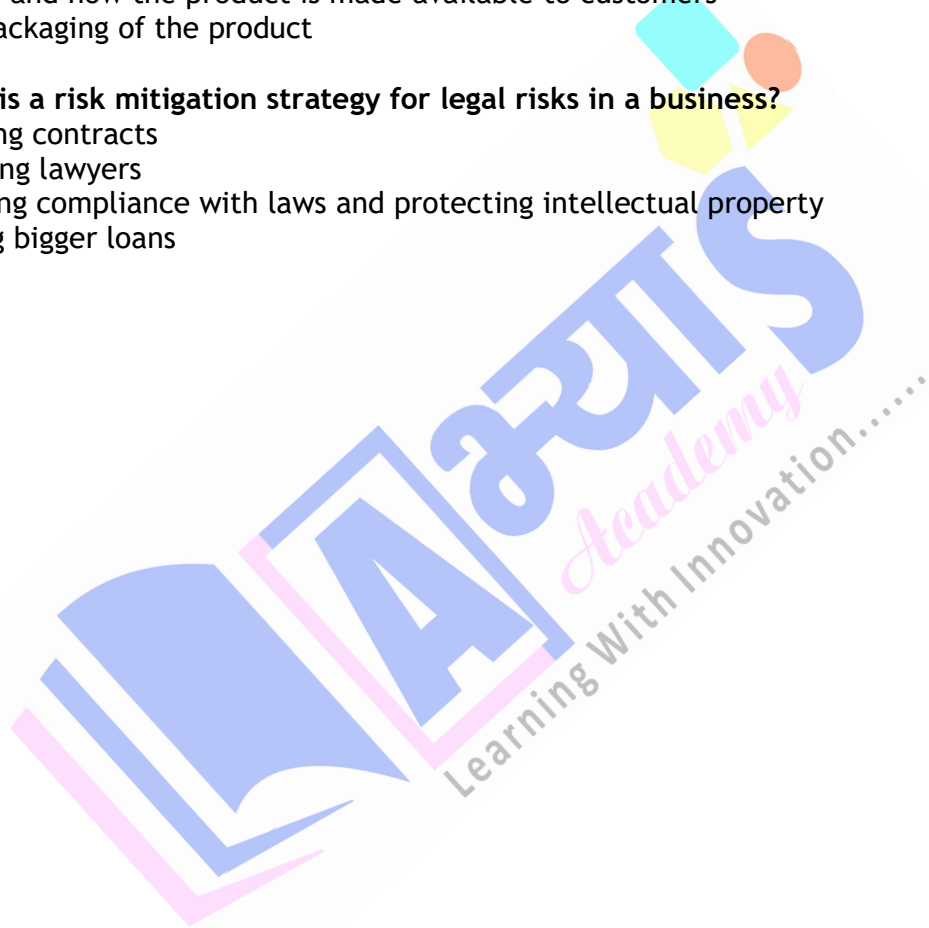 and how the product is made available to customers
ackaging of the product
is a risk mitigation strategy for legal risks in a business?
ng contracts
ng lawyers
ng compliance with laws and protecting intellectual property
g bigger loans
Aभ्याS
Academy
Learning With Innovation......